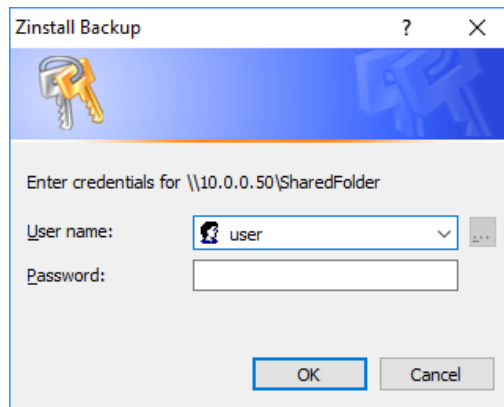 Zinstall Backup
Enter credentials for \\10.0.0.50\SharedFolder
User name: user ...
Password:
OK Cancel